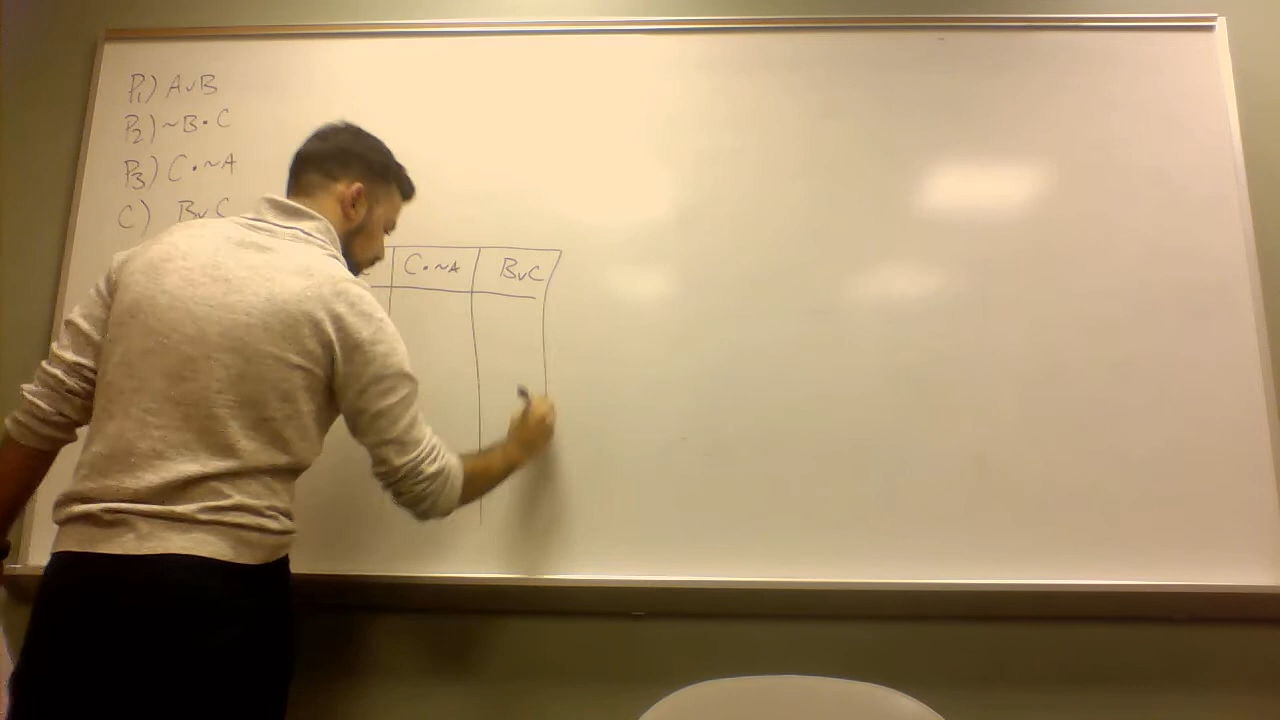 P1) A∨B
P2) ~B·C
P3) C·~A
C) B∨C
C·~A B∨C